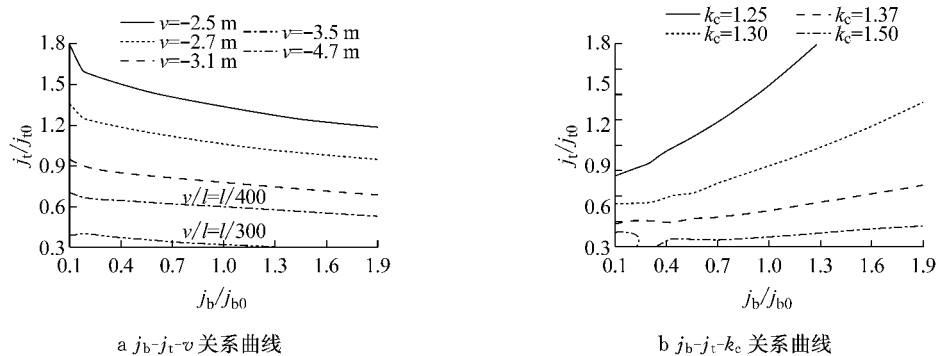 v=-2.5 m
v=-2.7 m
v=-3.1 m
v=-3.5 m
v=-4.7 m
1.8
1.5
1.2
0.9
0.6
0.3
jt/jt0
v/l=l/400
v/l=l/300
0.1 0.4 0.7 1.0 1.3 1.6 1.9
jb/jb0
a jb-jt-v 关系曲线
kc=1.25
kc=1.30
kc=1.37
kc=1.50
1.8
1.5
1.2
0.9
0.6
0.3
jt/jt0
0.1 0.4 0.7 1.0 1.3 1.6 1.9
jb/jb0
b jb-jt-kc 关系曲线